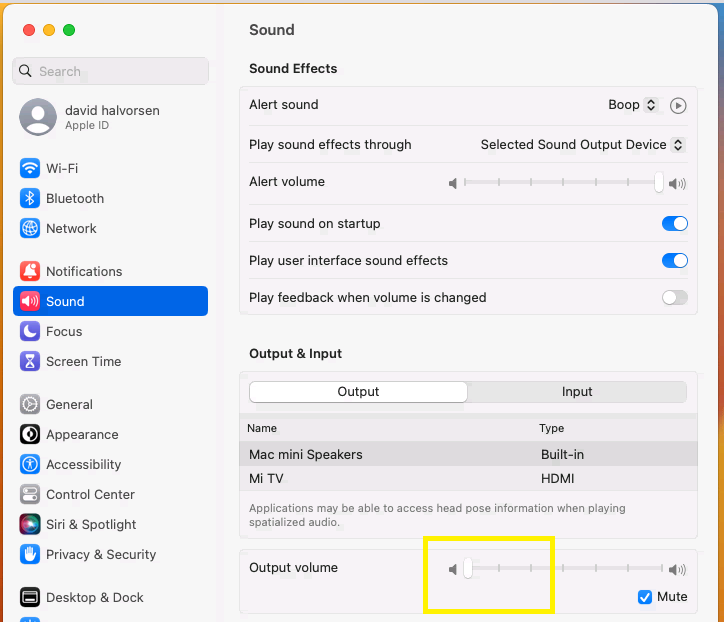 Sound
Search
david halvorsen
Apple ID
Wi-Fi
Bluetooth
Network
Notifications
Sound
Focus
Screen Time
General
Appearance
Accessibility
Control Center
Siri & Spotlight
Privacy & Security
Desktop & Dock
Sound Effects
Alert sound Boop
Play sound effects through Selected Sound Output Device
Alert volume
Play sound on startup
Play user interface sound effects
Play feedback when volume is changed
Output & Input
Output Input
Name Type
Mac mini Speakers Built-in
Mi TV HDMI
Applications may be able to access head pose information when playing
spatialized audio.
Output volume
Mute